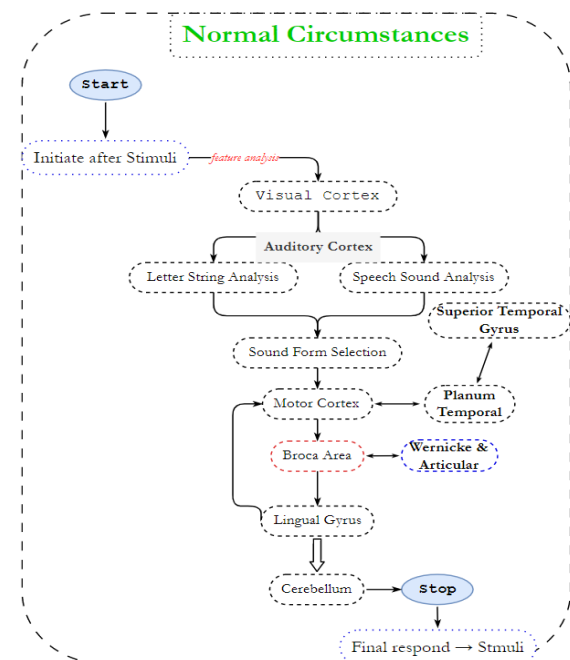 Normal Circumstances
Start
Initiate after Stimuli
feature analysis
Visual Cortex
Auditory Cortex
Letter String Analysis
Speech Sound Analysis
Superior Temporal
Gyrus
Sound Form Selection
Motor Cortex
Planum
Temporal
Broca Area
Wernicke &
Articular
Lingual Gyrus
Cerebellum
Stop
Final respond → Stmuli